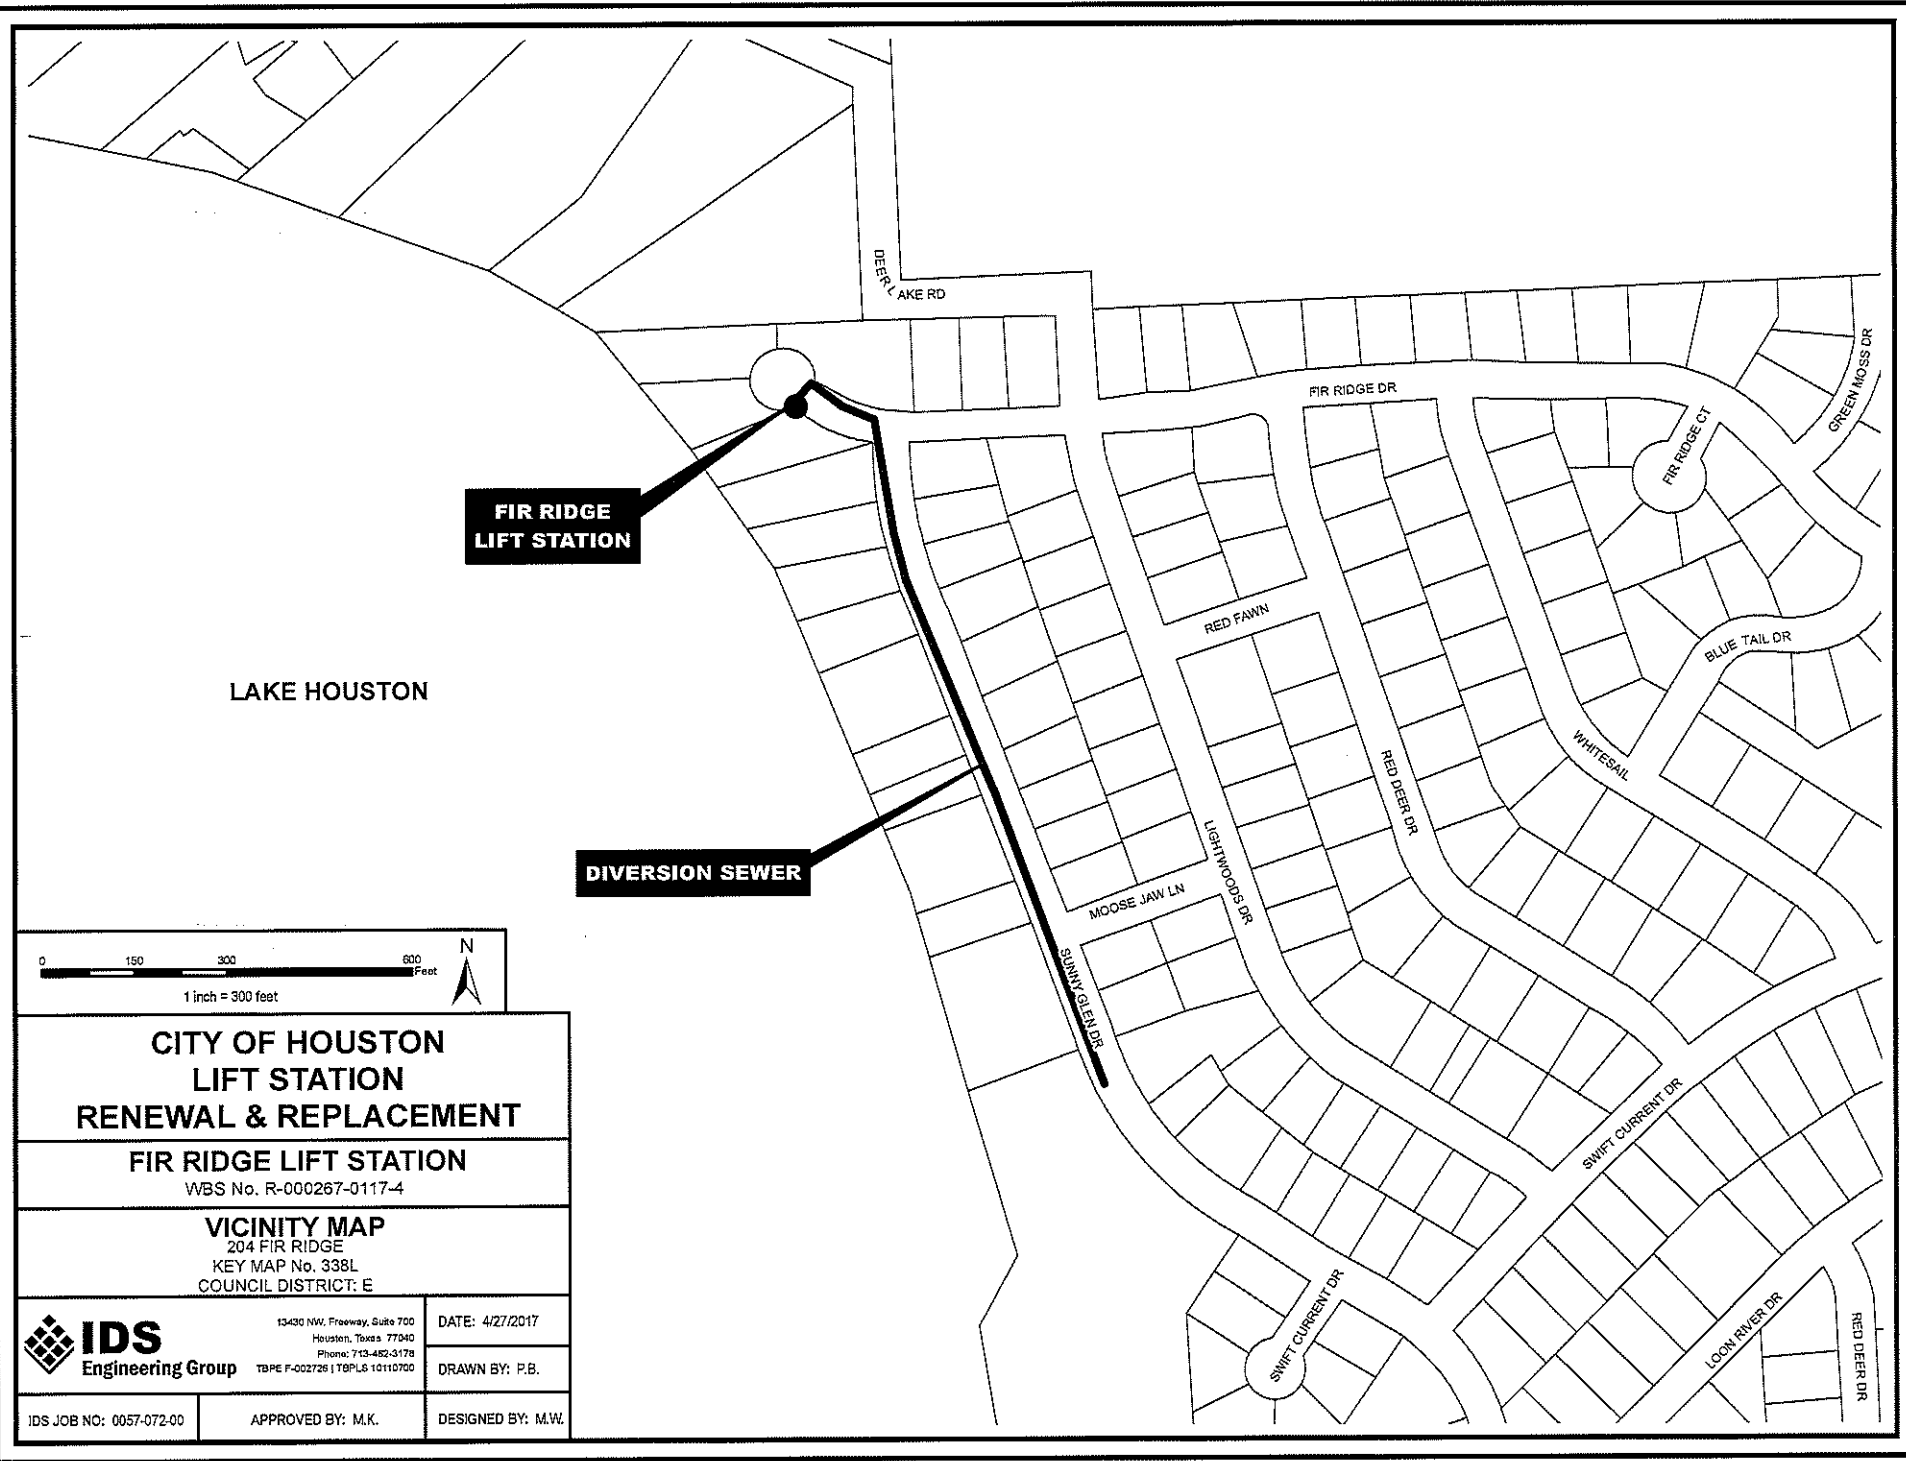 DEER L
AKE RD
FIR RIDGE DR
GREEN MOSS DR
FIR RIDGE CT
FIR RIDGE
LIFT STATION
RED FAWN
BLUE TAIL DR
LAKE HOUSTON
WHITESAIL
RED DEER DR
LIGHTWOODS DR
DIVERSION SEWER
MOOSE JAW LN
SUNNY GLEN DR
SWIFT CURRENT DR
SWIFT CURRENT DR
LOON RIVER DR
RED DEER DR
0 150 300 600
Feet
N
1 inch = 300 feet
CITY OF HOUSTON
LIFT STATION
RENEWAL & REPLACEMENT
FIR RIDGE LIFT STATION
WBS No. R-000267-0117-4
VICINITY MAP
204 FIR RIDGE
KEY MAP No. 338L
COUNCIL DISTRICT: E
IDS
Engineering Group
13430 NW. Freeway, Suite 700
Houston, Texas 77040
Phone: 713-462-3178
TBPE F-002726 | TBPLS 10110700
DATE: 4/27/2017
DRAWN BY: P.B.
IDS JOB NO: 0057-072-00
APPROVED BY: M.K.
DESIGNED BY: M.W.